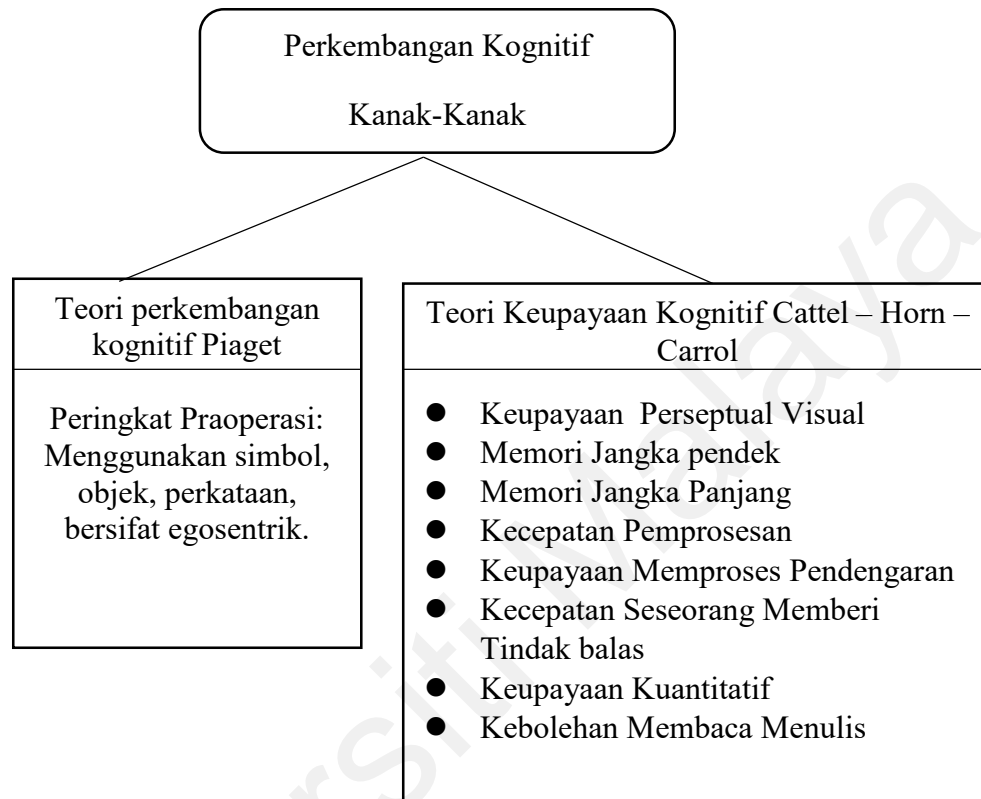 Perkembangan Kognitif
Kanak-Kanak
Teori perkembangan
kognitif Piaget
Peringkat Praoperasi:
Menggunakan simbol,
objek, perkataan,
bersifat egosentrik.
Teori Keupayaan Kognitif Cattel – Horn –
Carrol
● Keupayaan Perseptual Visual
● Memori Jangka pendek
● Memori Jangka Panjang
● Kecepatan Pemprosesan
● Keupayaan Memproses Pendengaran
● Kecepatan Seseorang Memberi
Tindak balas
● Keupayaan Kuantitatif
● Kebolehan Membaca Menulis
rsiti Malaya